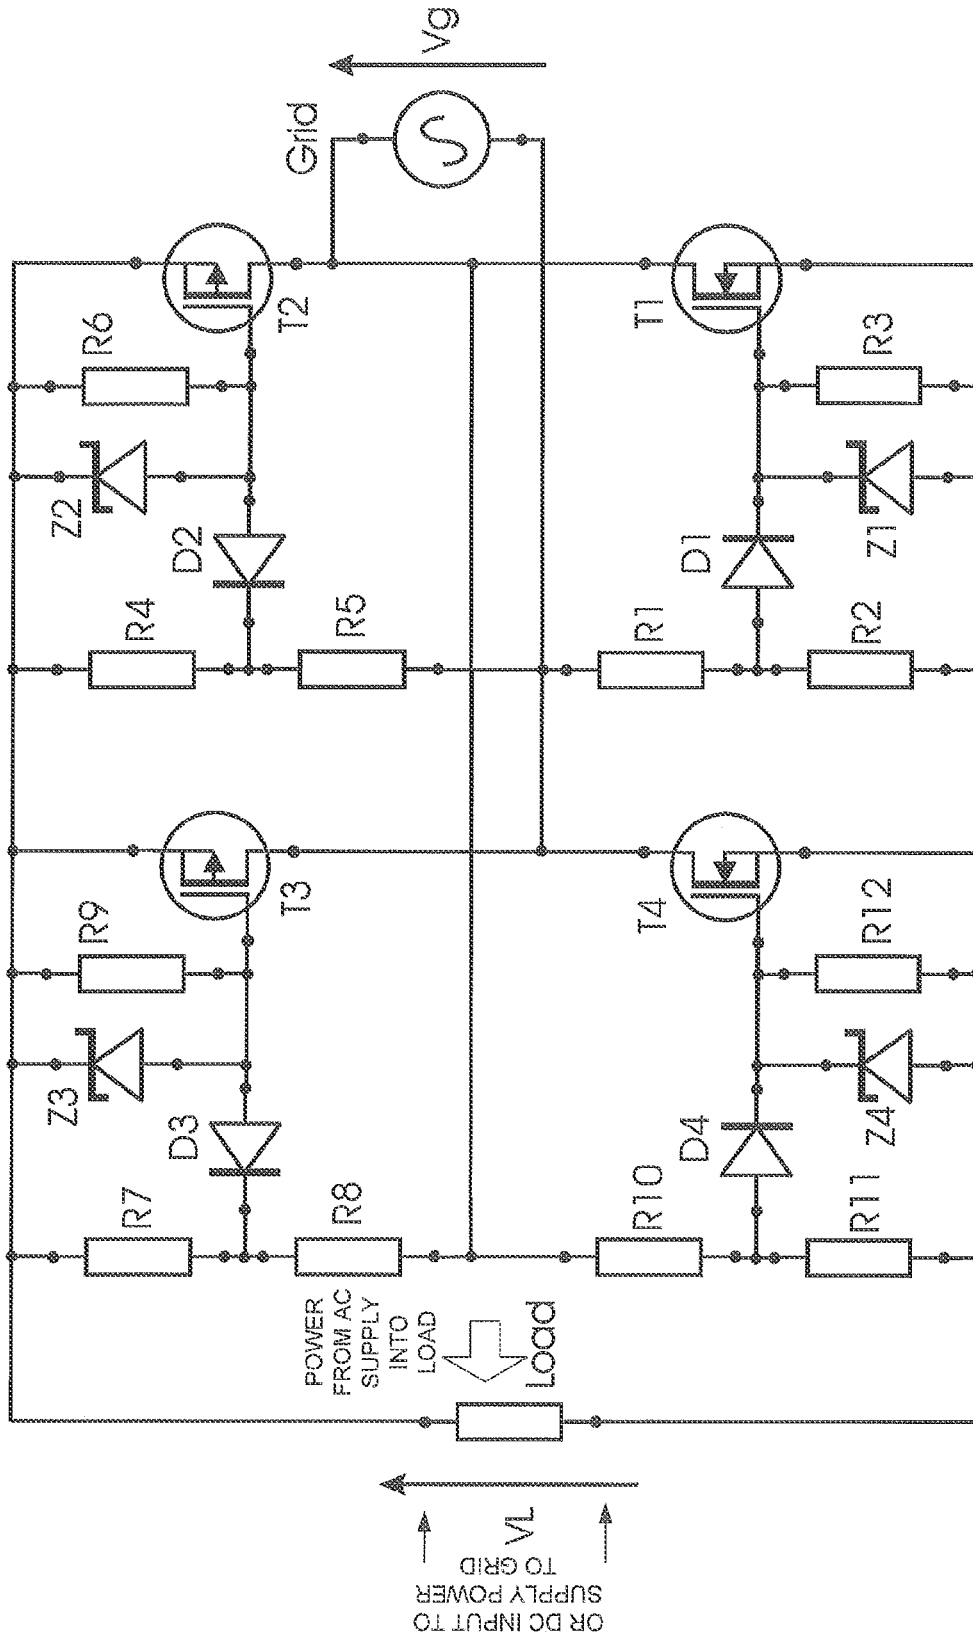 Grid
Vg
R6
T2
Z2
D2
R4
R5
T1
R3
D1
Z1
R1
R2
R9
T3
Z3
D3
R7
R8
T4
R12
D4
Z4
R10
R11
POWER
FROM AC
SUPPLY
INTO
LOAD
Load
VL
OR DC INPUT TO
SUPPLY POWER
TO GRID